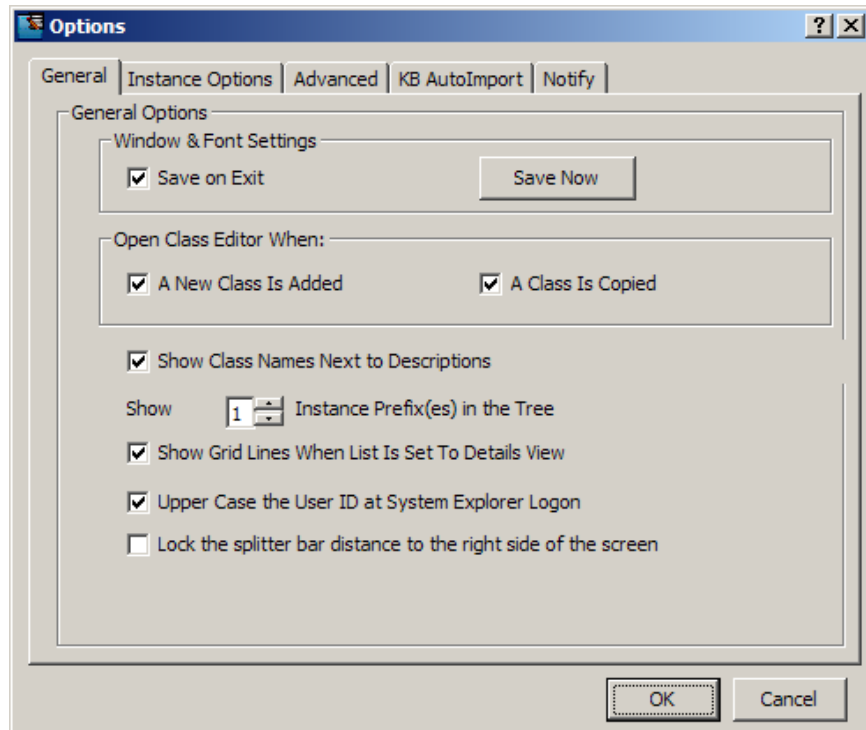 Options
General Instance Options Advanced KB AutoImport Notify
General Options
Window & Font Settings
Save on Exit Save Now
Open Class Editor When:
A New Class Is Added A Class Is Copied
Show Class Names Next to Descriptions
Show 1 Instance Prefix(es) in the Tree
Show Grid Lines When List Is Set To Details View
Upper Case the User ID at System Explorer Logon
Lock the splitter bar distance to the right side of the screen
OK Cancel